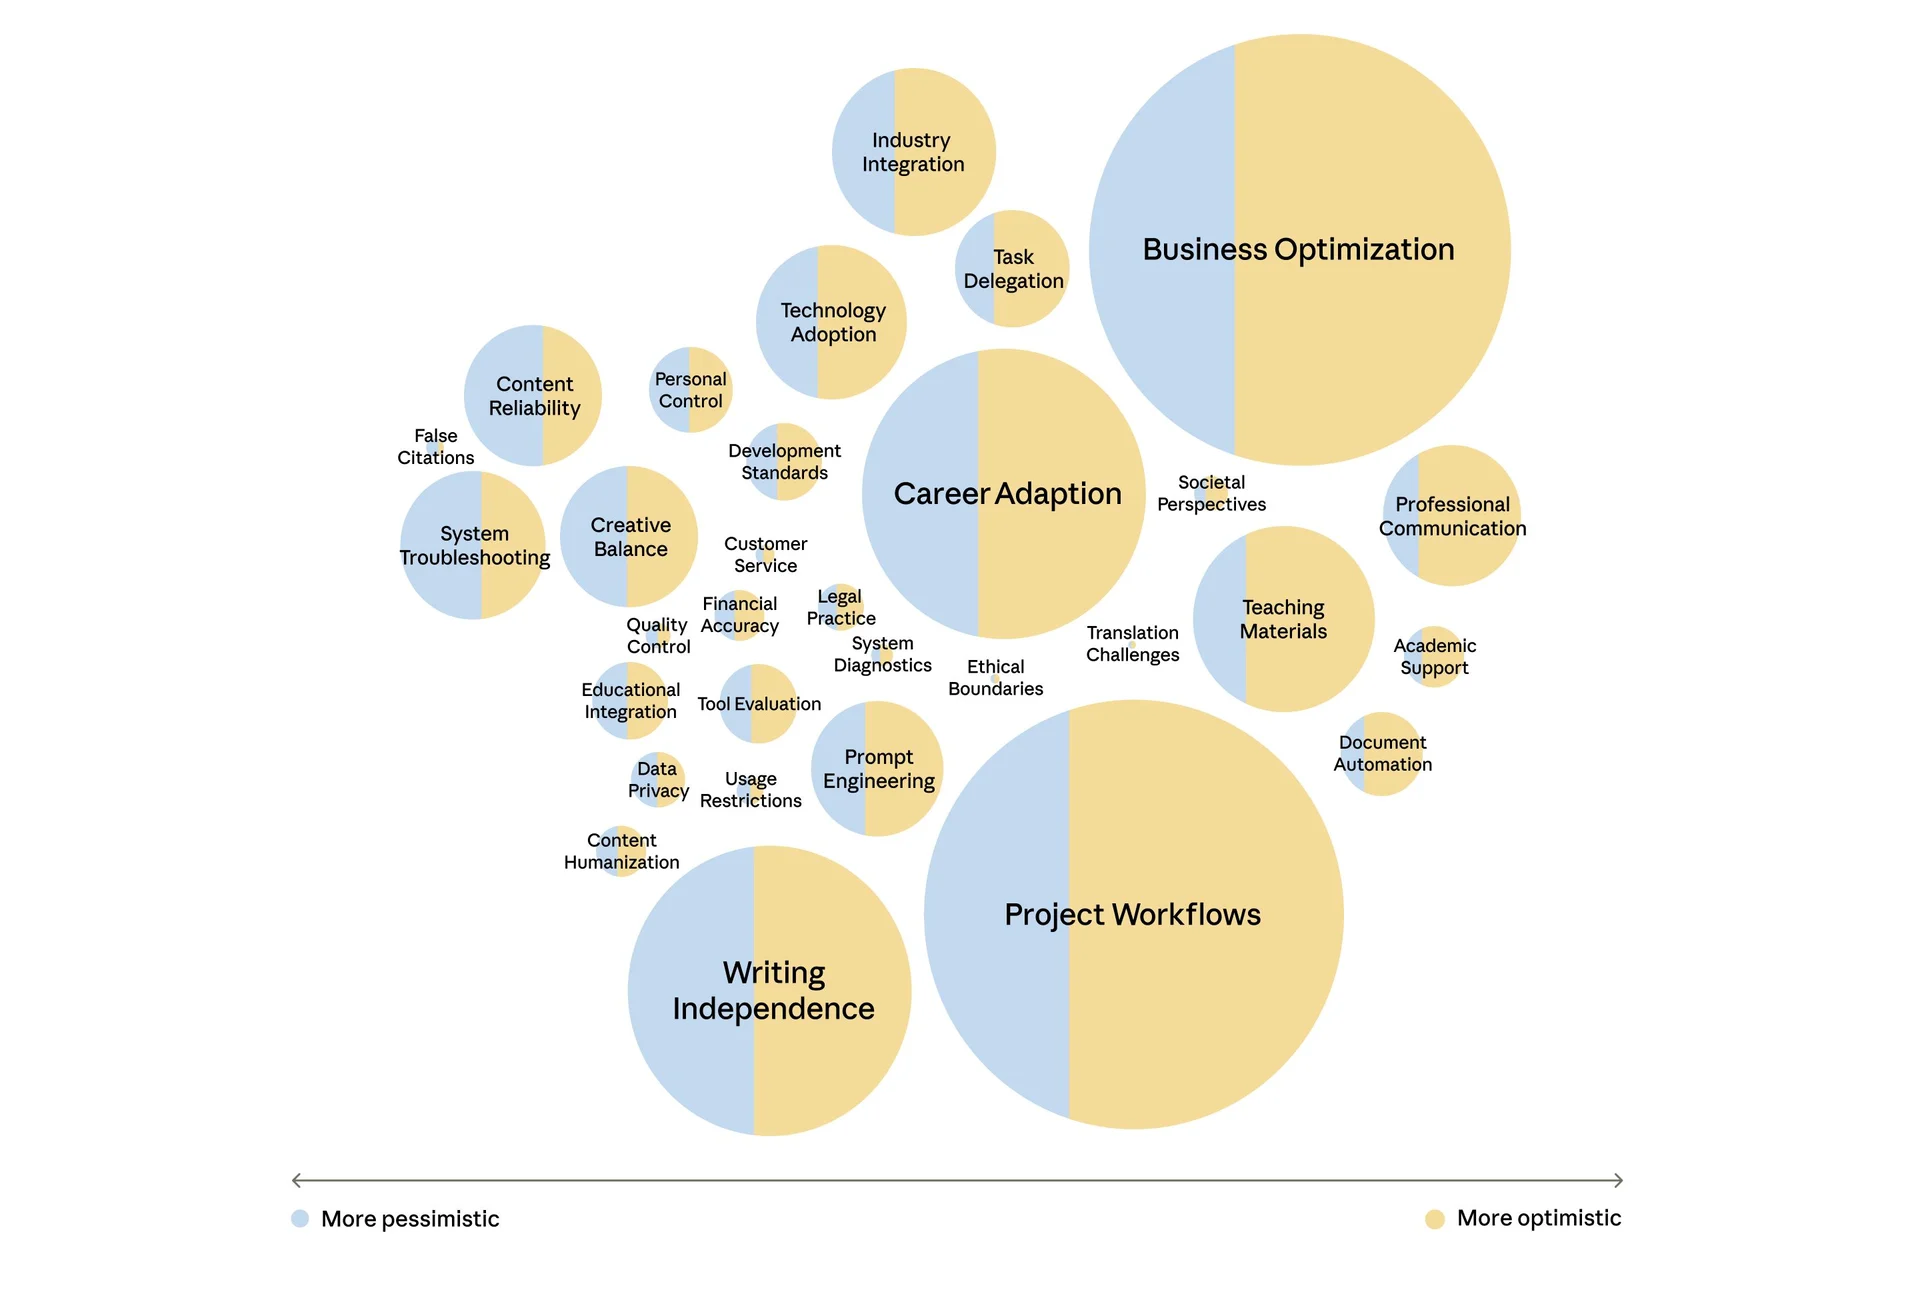 Industry
Integration
Business Optimization
Task
Delegation
Technology
Adoption
Content
Reliability
Personal
Control
False
Citations
Development
Standards
Career Adaption
Societal
Perspectives
Professional
Communication
System
Troubleshooting
Creative
Balance
Customer
Service
Financial
Accuracy
Legal
Practice
Teaching
Materials
Quality
Control
System
Diagnostics
Translation
Challenges
Academic
Support
Ethical
Boundaries
Educational
Integration
Tool Evaluation
Document
Automation
Prompt
Engineering
Data
Privacy
Usage
Restrictions
Content
Humanization
Project Workflows
Writing
Independence
More pessimistic
More optimistic